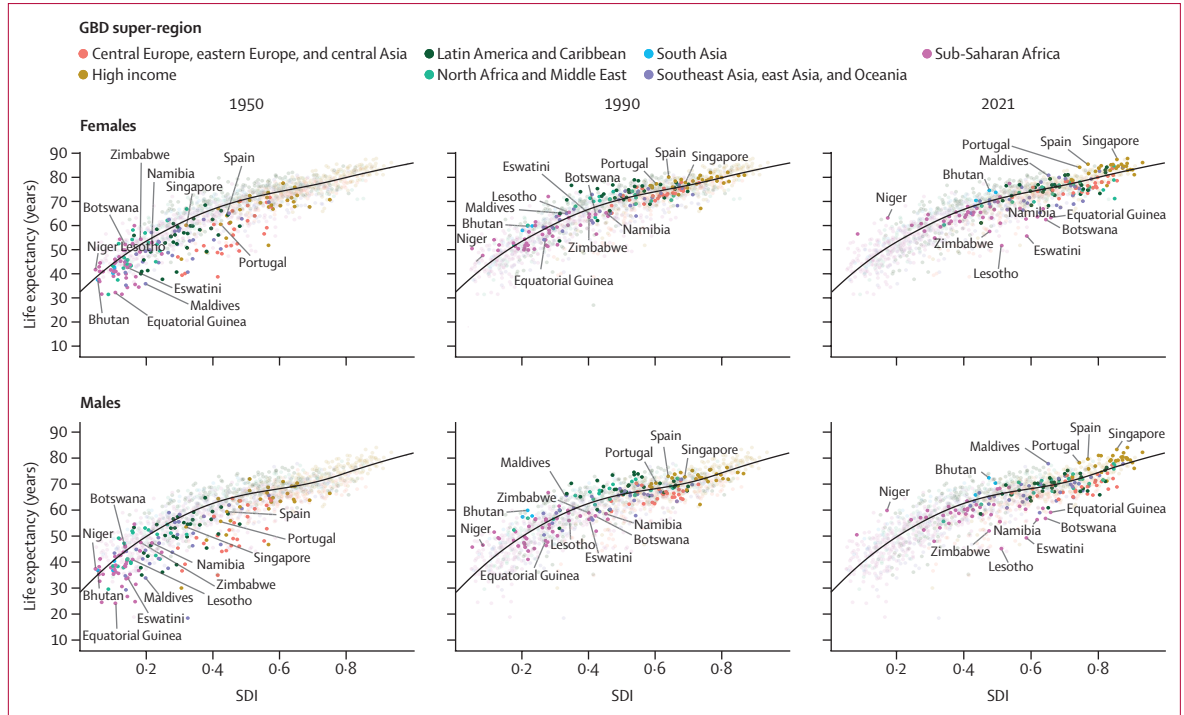 GBD super-region
Central Europe, eastern Europe, and central Asia
Latin America and Caribbean
South Asia
Sub-Saharan Africa
High income
North Africa and Middle East
Southeast Asia, east Asia, and Oceania
1950
1990
2021
Females
Life expectancy (years)
90
80
70
60
50
40
30
20
10
Zimbabwe
Spain
Namibia
Singapore
Botswana
Niger
Lesotho
Portugal
Eswatini
Maldives
Bhutan
Equatorial Guinea
Spain
Portugal
Singapore
Eswatini
Botswana
Lesotho
Maldives
Bhutan
Namibia
Niger
Zimbabwe
Equatorial Guinea
Spain
Singapore
Portugal
Maldives
Bhutan
Niger
Namibia
Equatorial Guinea
Botswana
Zimbabwe
Eswatini
Lesotho
Males
Life expectancy (years)
90
80
70
60
50
40
30
20
10
Botswana
Niger
Spain
Portugal
Singapore
Namibia
Zimbabwe
Bhutan
Maldives
Lesotho
Eswatini
Equatorial Guinea
Spain
Portugal
Singapore
Maldives
Zimbabwe
Bhutan
Niger
Namibia
Botswana
Lesotho
Eswatini
Equatorial Guinea
Spain
Singapore
Maldives
Portugal
Bhutan
Niger
Equatorial Guinea
Namibia
Botswana
Zimbabwe
Eswatini
Lesotho
0·2
0·4
0·6
0·8
SDI
0·2
0·4
0·6
0·8
SDI
0·2
0·4
0·6
0·8
SDI